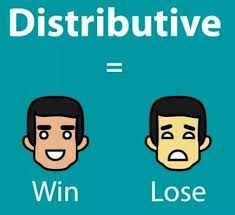 Distributive
=
Win Lose